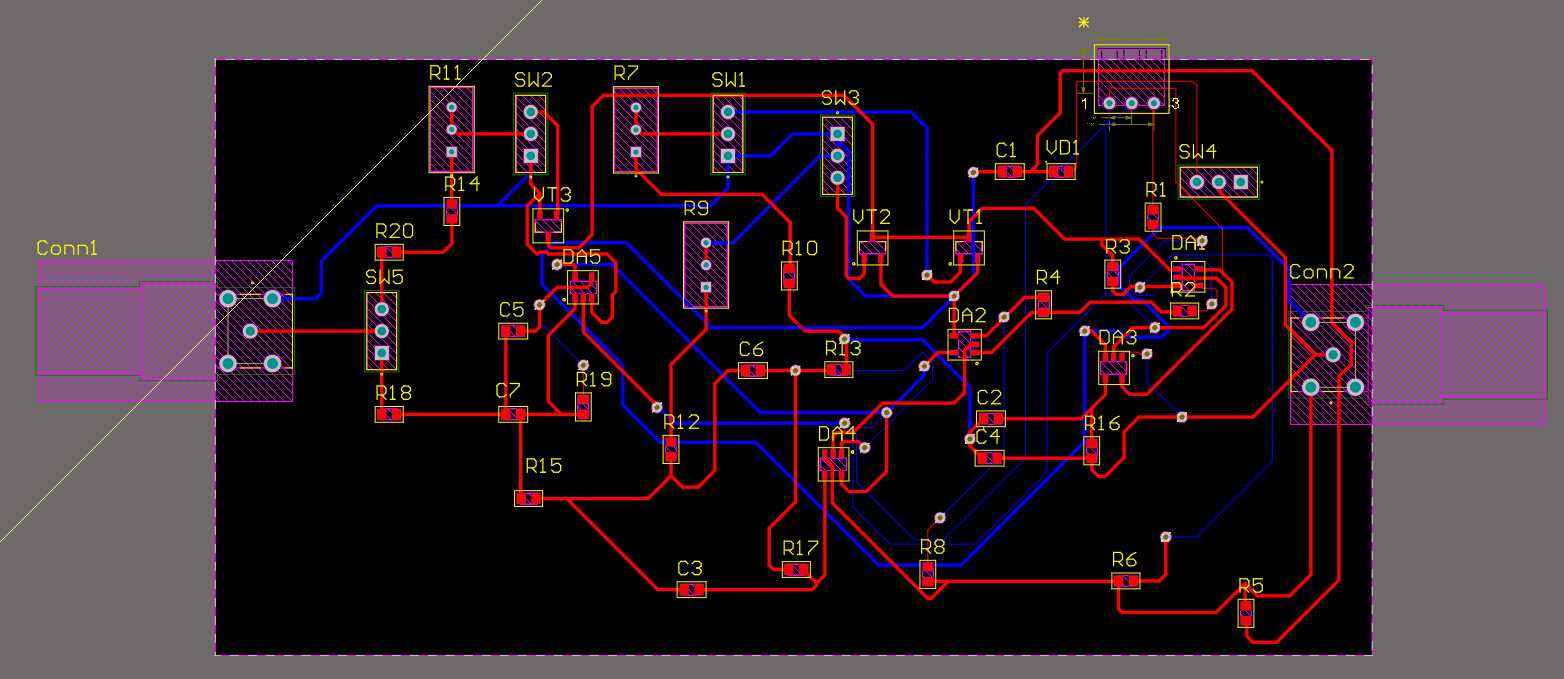 *
R11
SW2
R7
SW1
SW3
1
3
C1
VD1
SW4
R14
VT3
R9
VT2
VT1
R1
Conn1
R20
DA5
R10
R3
DA1
SW5
R4
R2
Conn2
C5
DA2
DA3
C6
R13
R18
C7
R19
C2
R12
DA4
C4
R16
R15
C3
R17
R8
R6
R5